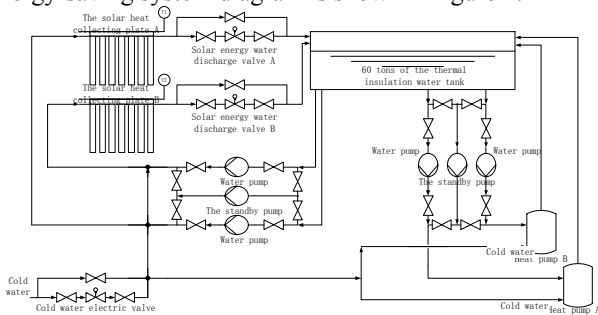 The solar heat
collecting plate A
T1
Solar energy water
discharge valve A
The solar heat
collecting plate B
T2
Solar energy water
discharge valve B
60 tons of the thermal
insulation water tank
Water pump
Water pump
The standby pump
Water pump
The standby pump
Water pump
Cold
water
Cold water electric valve
Cold water
Heat pump B
Cold water
Heat pump A